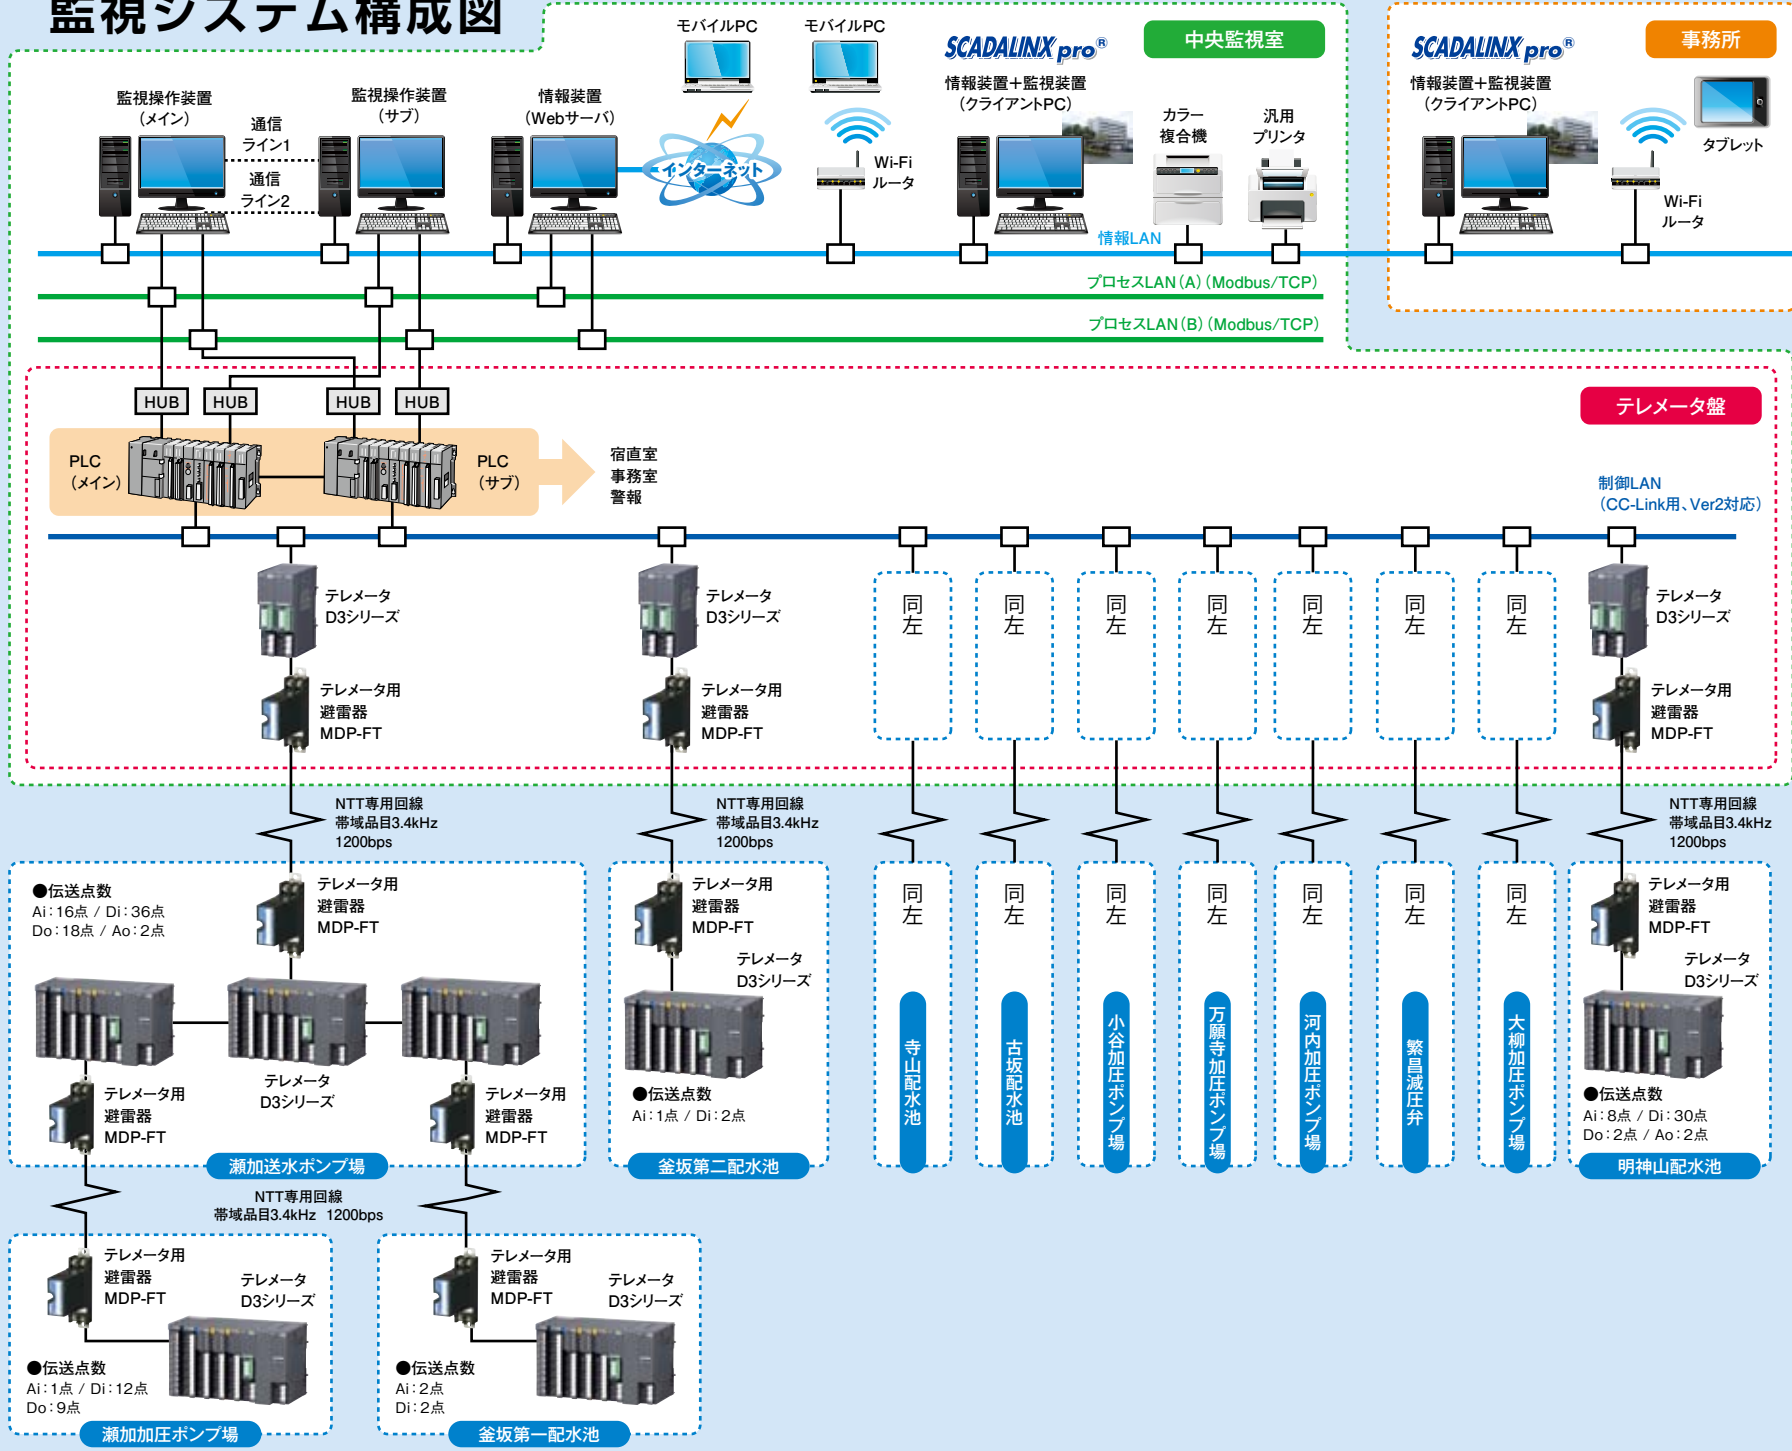 監視システム構成図
モバイルPC
モバイルPC
SCADALINX pro®
中央監視室
SCADALINX pro®
事務所
監視操作装置
(メイン)
通信
ライン1
通信
ライン2
監視操作装置
(サブ)
情報装置
(Webサーバ)
インターネット
Wi-Fi
ルータ
情報装置+監視装置
(クライアントPC)
カラー
複合機
汎用
プリンタ
情報装置+監視装置
(クライアントPC)
タブレット
Wi-Fi
ルータ
情報LAN
プロセスLAN(A)(Modbus/TCP)
プロセスLAN(B)(Modbus/TCP)
HUB
HUB
HUB
HUB
テレメータ盤
PLC
(メイン)
PLC
(サブ)
宿直室
事務室
警報
制御LAN
(CC-Link用、Ver2対応)
テレメータ
D3シリーズ
テレメータ用
避雷器
MDP-FT
テレメータ
D3シリーズ
テレメータ用
避雷器
MDP-FT
同左
同左
同左
同左
同左
同左
同左
テレメータ
D3シリーズ
テレメータ用
避雷器
MDP-FT
NTT専用回線
帯域品目3.4kHz
1200bps
NTT専用回線
帯域品目3.4kHz
1200bps
NTT専用回線
帯域品目3.4kHz
1200bps
●伝送点数
Ai:16点 / Di:36点
Do:18点 / Ao:2点
テレメータ用
避雷器
MDP-FT
テレメータ
D3シリーズ
テレメータ用
避雷器
MDP-FT
テレメータ用
避雷器
MDP-FT
瀬加送水ポンプ場
テレメータ用
避雷器
MDP-FT
テレメータ
D3シリーズ
●伝送点数
Ai:1点 / Di:2点
釜坂第二配水池
同左
寺山配水池
同左
古坂配水池
同左
小谷加圧ポンプ場
同左
万願寺加圧ポンプ場
同左
河内加圧ポンプ場
同左
繁昌減圧弁
同左
大柳加圧ポンプ場
テレメータ用
避雷器
MDP-FT
テレメータ
D3シリーズ
●伝送点数
Ai:8点 / Di:30点
Do:2点 / Ao:2点
明神山配水池
NTT専用回線
帯域品目3.4kHz 1200bps
テレメータ用
避雷器
MDP-FT
テレメータ
D3シリーズ
●伝送点数
Ai:1点 / Di:12点
Do:9点
瀬加加圧ポンプ場
テレメータ用
避雷器
MDP-FT
テレメータ
D3シリーズ
●伝送点数
Ai:2点
Di:2点
釜坂第一配水池